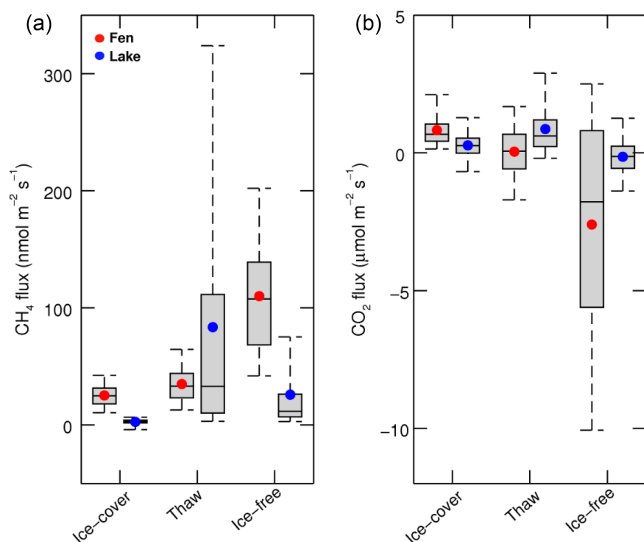 (a)
Fen
Lake
CH₄ flux (nmol m⁻² s⁻¹)
300
200
100
0
Ice−cover
Thaw
Ice−free
(b)
CO₂ flux (μmol m⁻² s⁻¹)
5
0
−5
−10
Ice−cover
Thaw
Ice−free